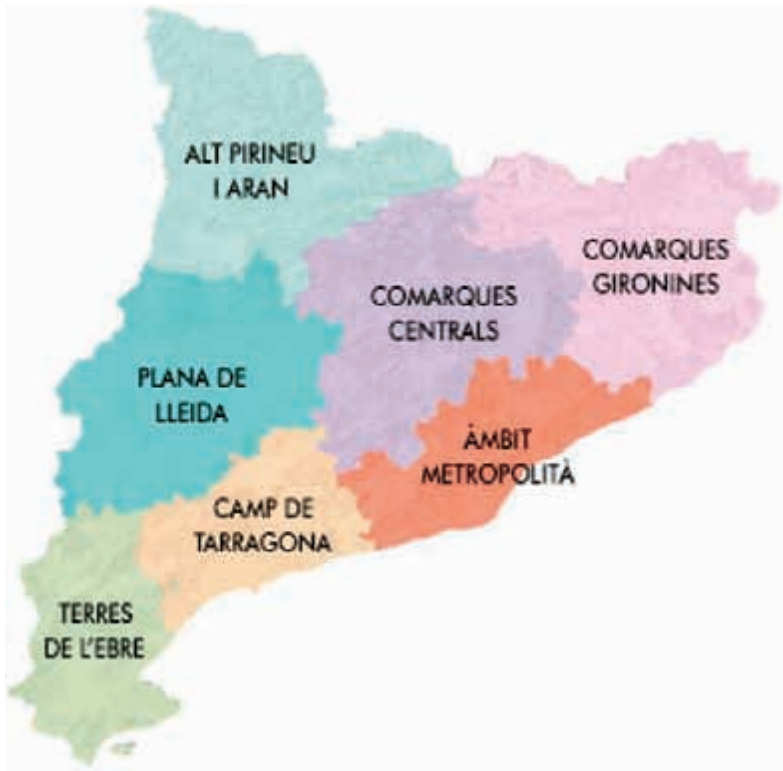 ALT PIRINEU
I ARAN
COMARQUES
GIRONINES
COMARQUES
CENTRALS
PLANA DE
LLEIDA
ÀMBIT
METROPOLITÀ
CAMP DE
TARRAGONA
TERRES
DE L'EBRE